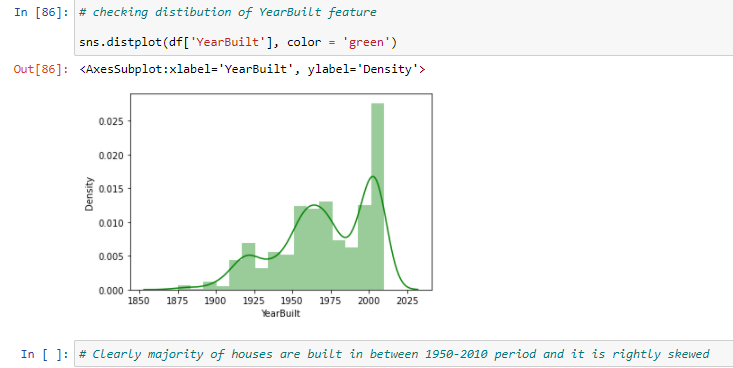 In [86]: # checking distibution of YearBuilt feature
sns.distplot(df['YearBuilt'], color = 'green')
Out[86]: <AxesSubplot:xlabel='YearBuilt', ylabel='Density'>
0.025
0.020
0.015
0.010
0.005
0.000
Density
1850 1875 1900 1925 1950 1975 2000 2025
YearBuilt
In [ ]: # Clearly majority of houses are built in between 1950-2010 period and it is rightly skewed